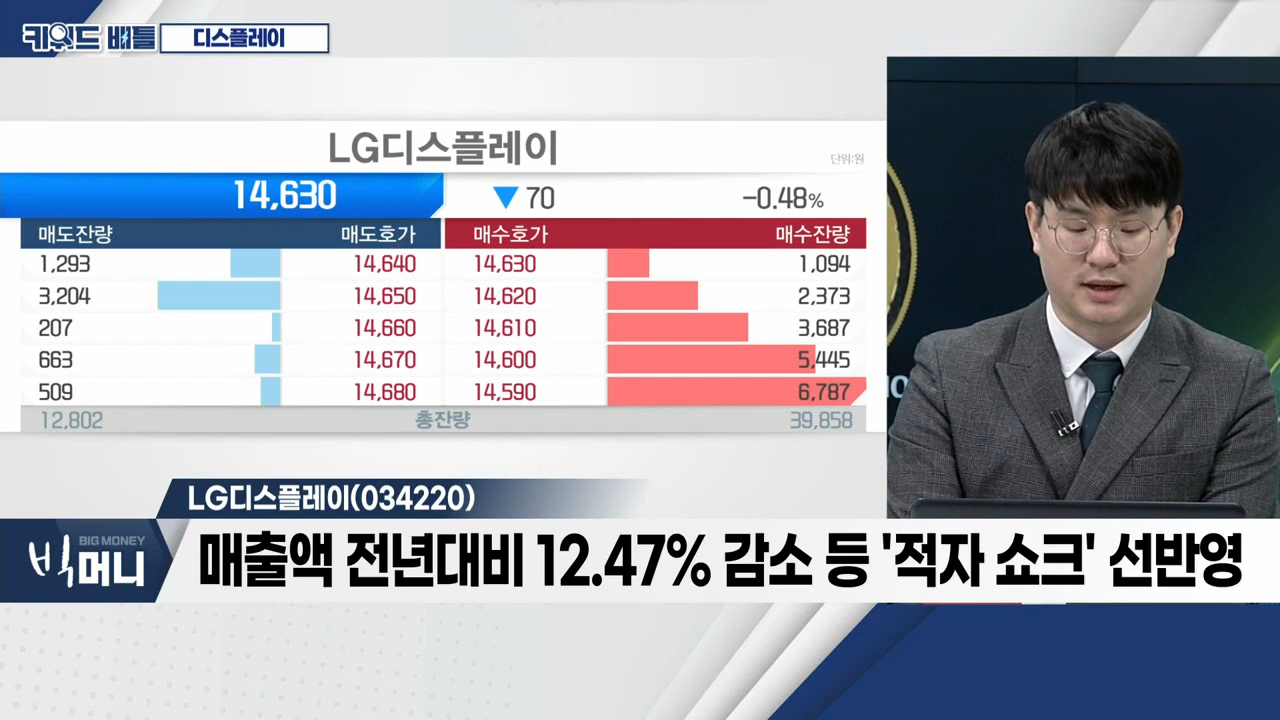 키워드 배틀 디스플레이
LG디스플레이
단위:원
14,630 ▼ 70 -0.48%
매도잔량 매도호가 매수호가 매수잔량
1,293 14,640 14,630 1,094
3,204 14,650 14,620 2,373
207 14,660 14,610 3,687
663 14,670 14,600 5,445
509 14,680 14,590 6,787
12,802 총잔량 39,858
LG디스플레이(034220)
BIG MONEY
빅머니
매출액 전년대비 12.47% 감소 등 '적자 쇼크' 선반영